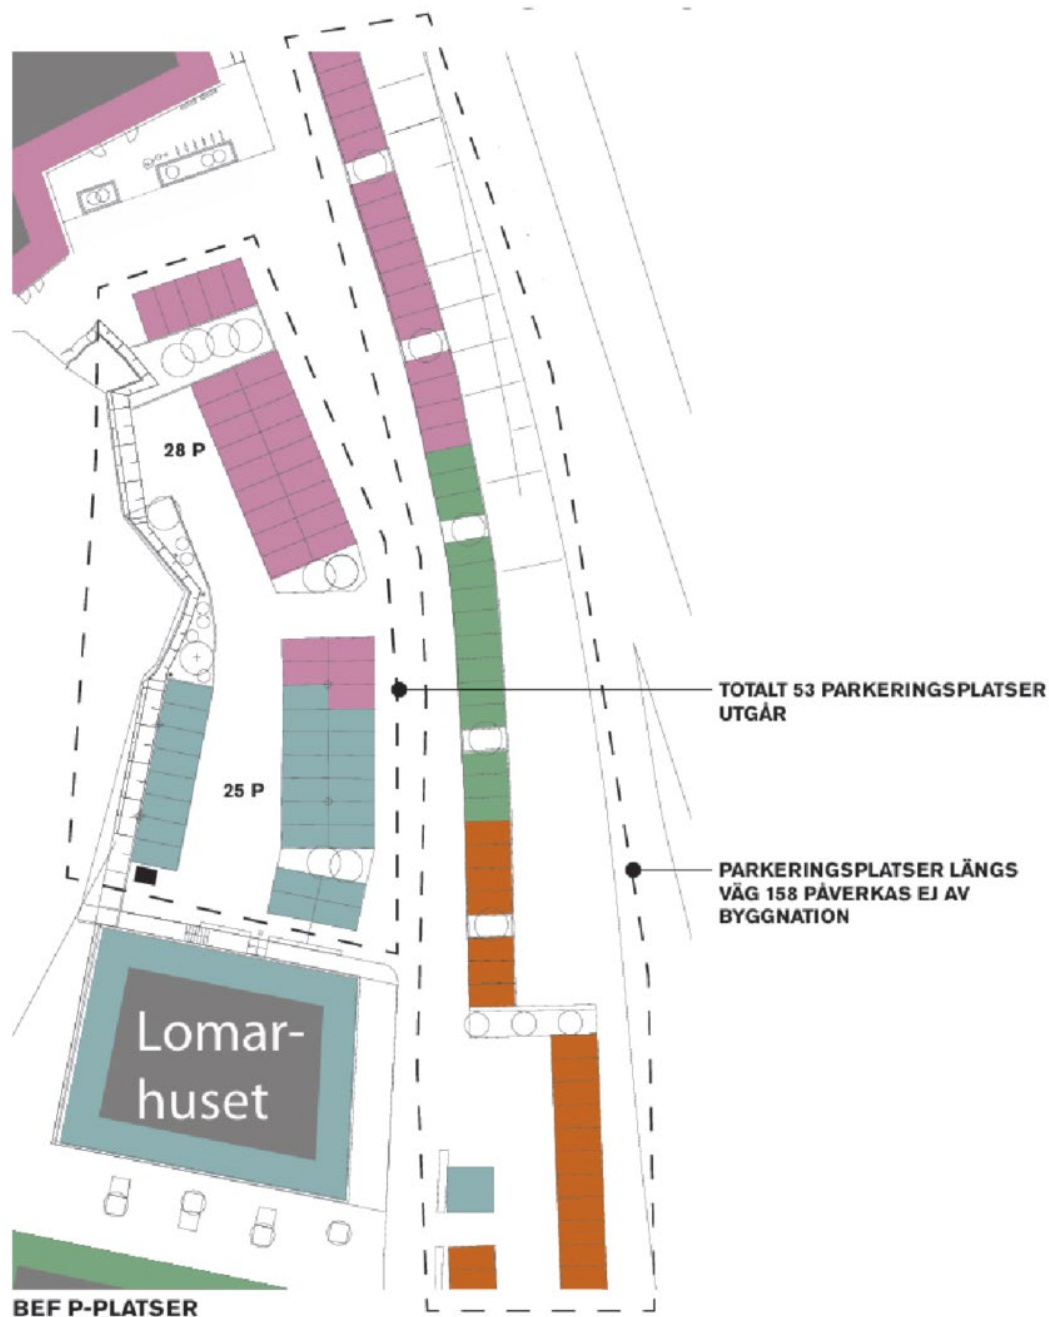 28 P
TOTALT 53 PARKERINGSPLATSER
UTGÅR
25 P
PARKERINGSPLATSER LÄNGS
VÄG 158 PÅVERKAS EJ AV
BYGGNATION
Lomar-
huset
BEF P-PLATSER